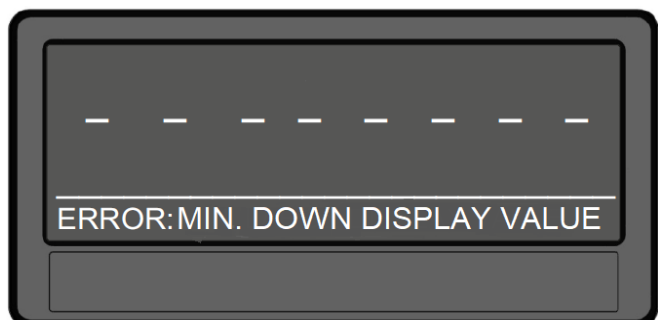 - - - - - - - -
ERROR: MIN. DOWN DISPLAY VALUE